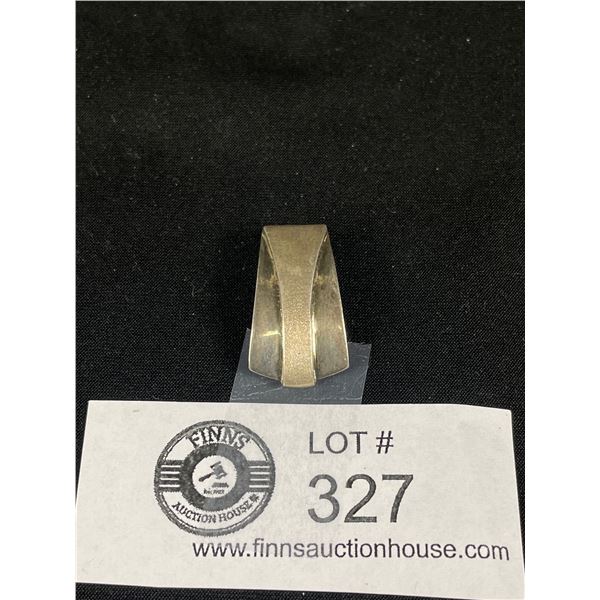 FINNS
AUCTION HOUSE
LOT #
327
www.finnsauctionhouse.com